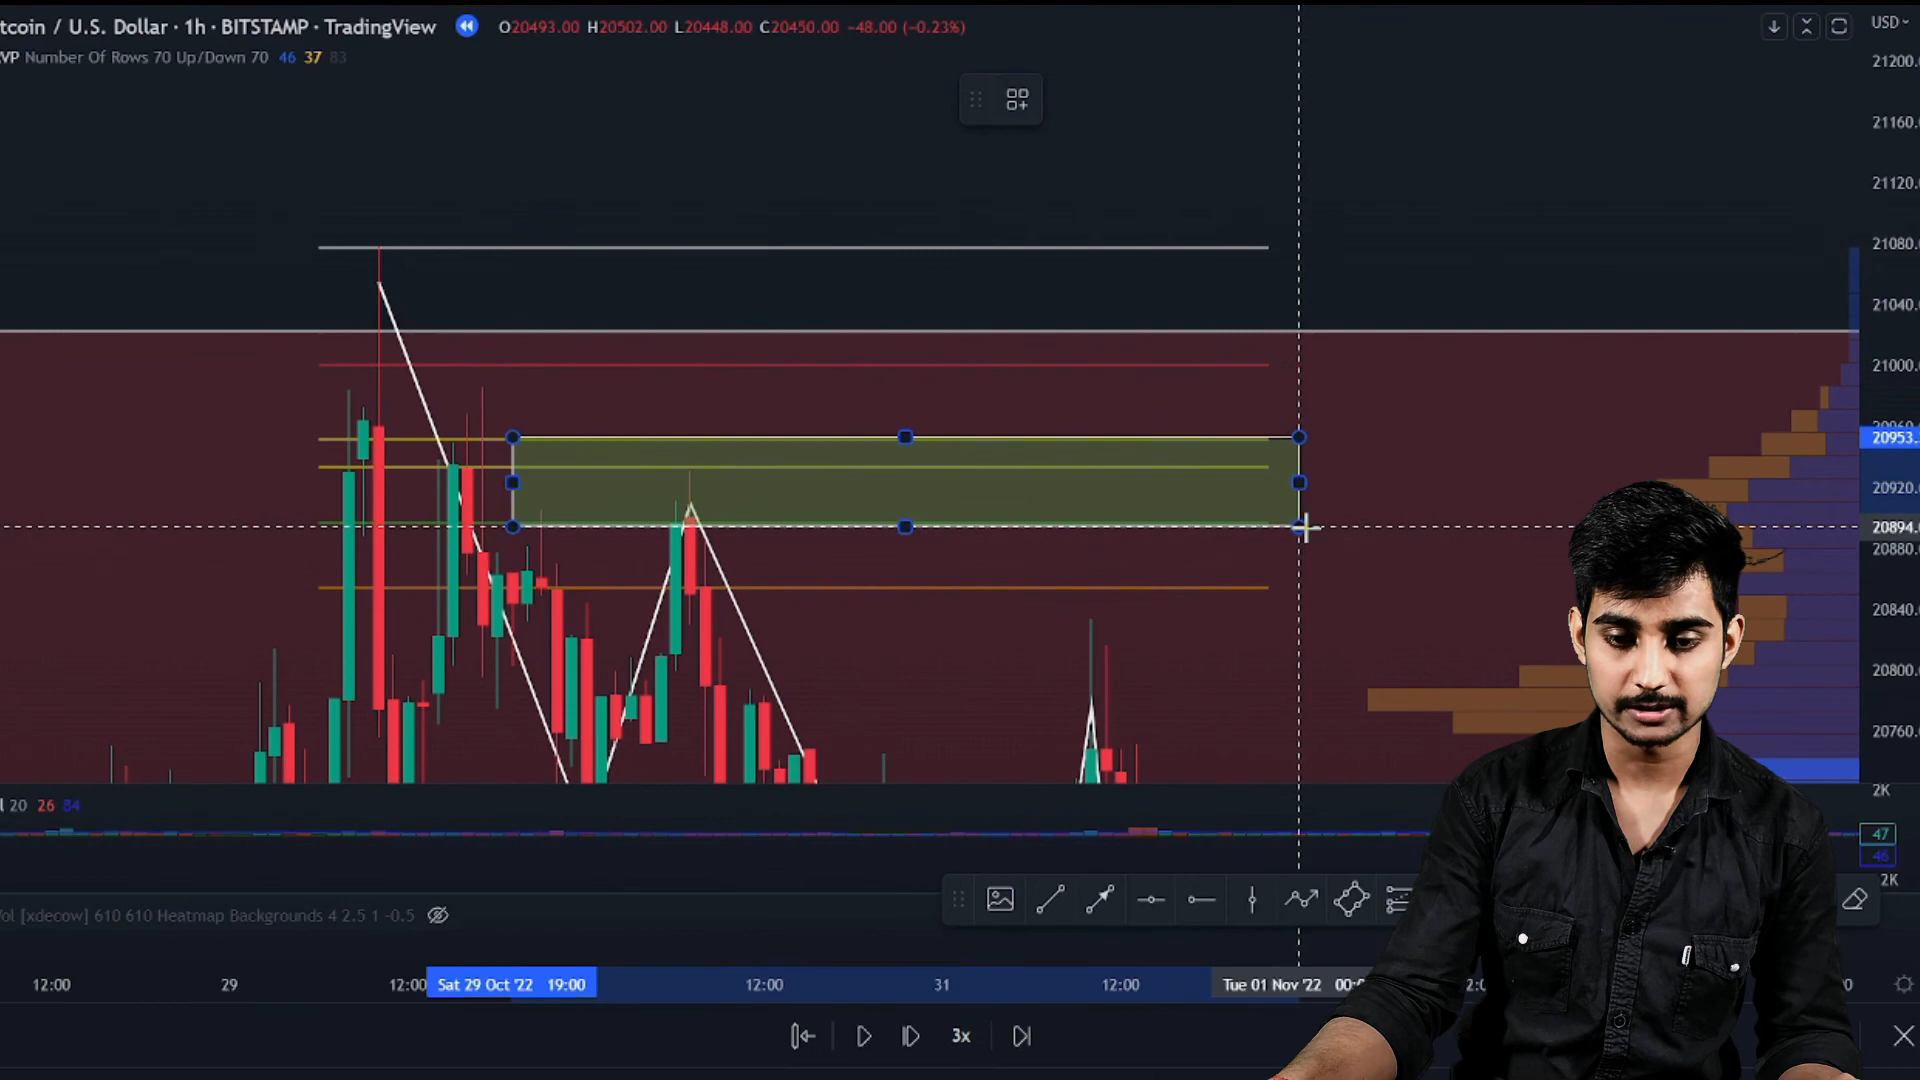 tcoin / U.S. Dollar · 1h · BITSTAMP · TradingView O20493.00 H20502.00 L20448.00 C20450.00 −48.00 (−0.23%)
USD
VP Number Of Rows 70 Up/Down 70 46 37 83
21200.
21160.
21120.
21080.
21040.
21000.
20953.
20920.
20894.
20880.
20840.
20800.
20760.
2K
l 20 26 84
47
46
2K
Vol [xdecow] 610 610 Heatmap Backgrounds 4 2.5 1 -0.5
12:00 29 12:00 Sat 29 Oct '22 19:00 12:00 31 12:00 Tue 01 Nov '22
3x